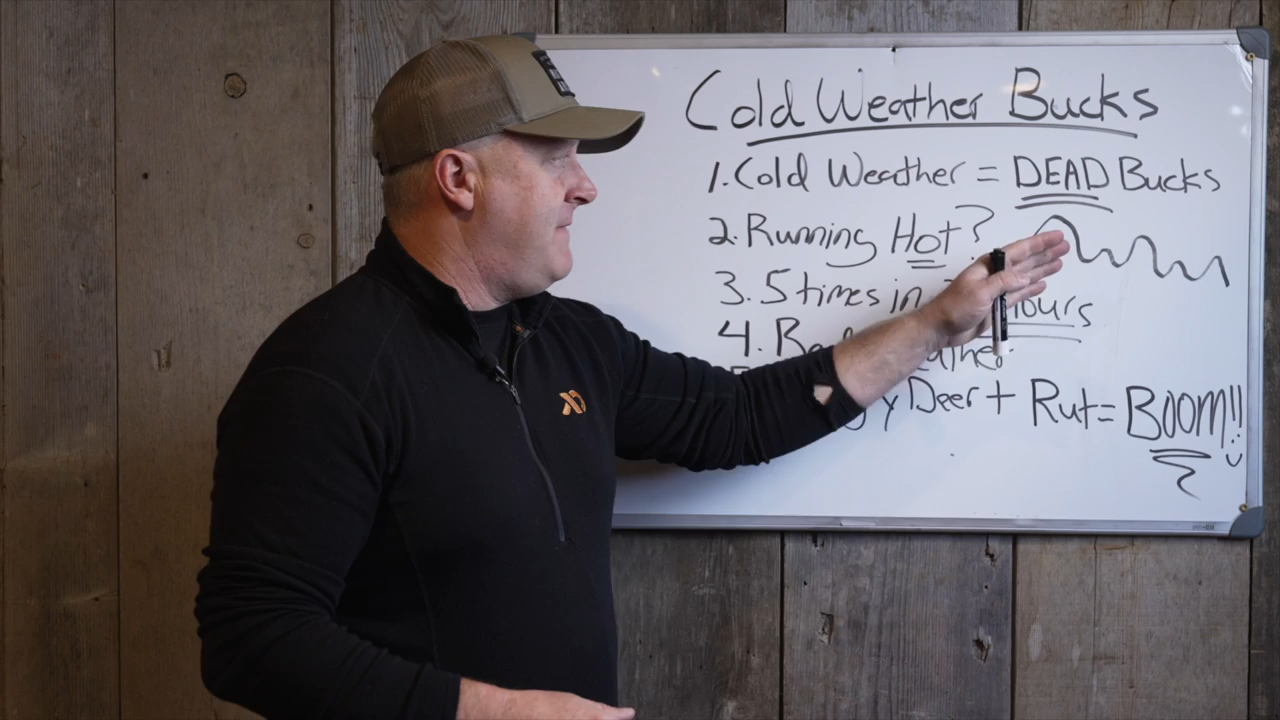 Cold Weather Bucks
1. Cold Weather = DEAD Bucks
2. Running Hot?
3. 5 times in
4.
Deer + Rut = BOOM!!